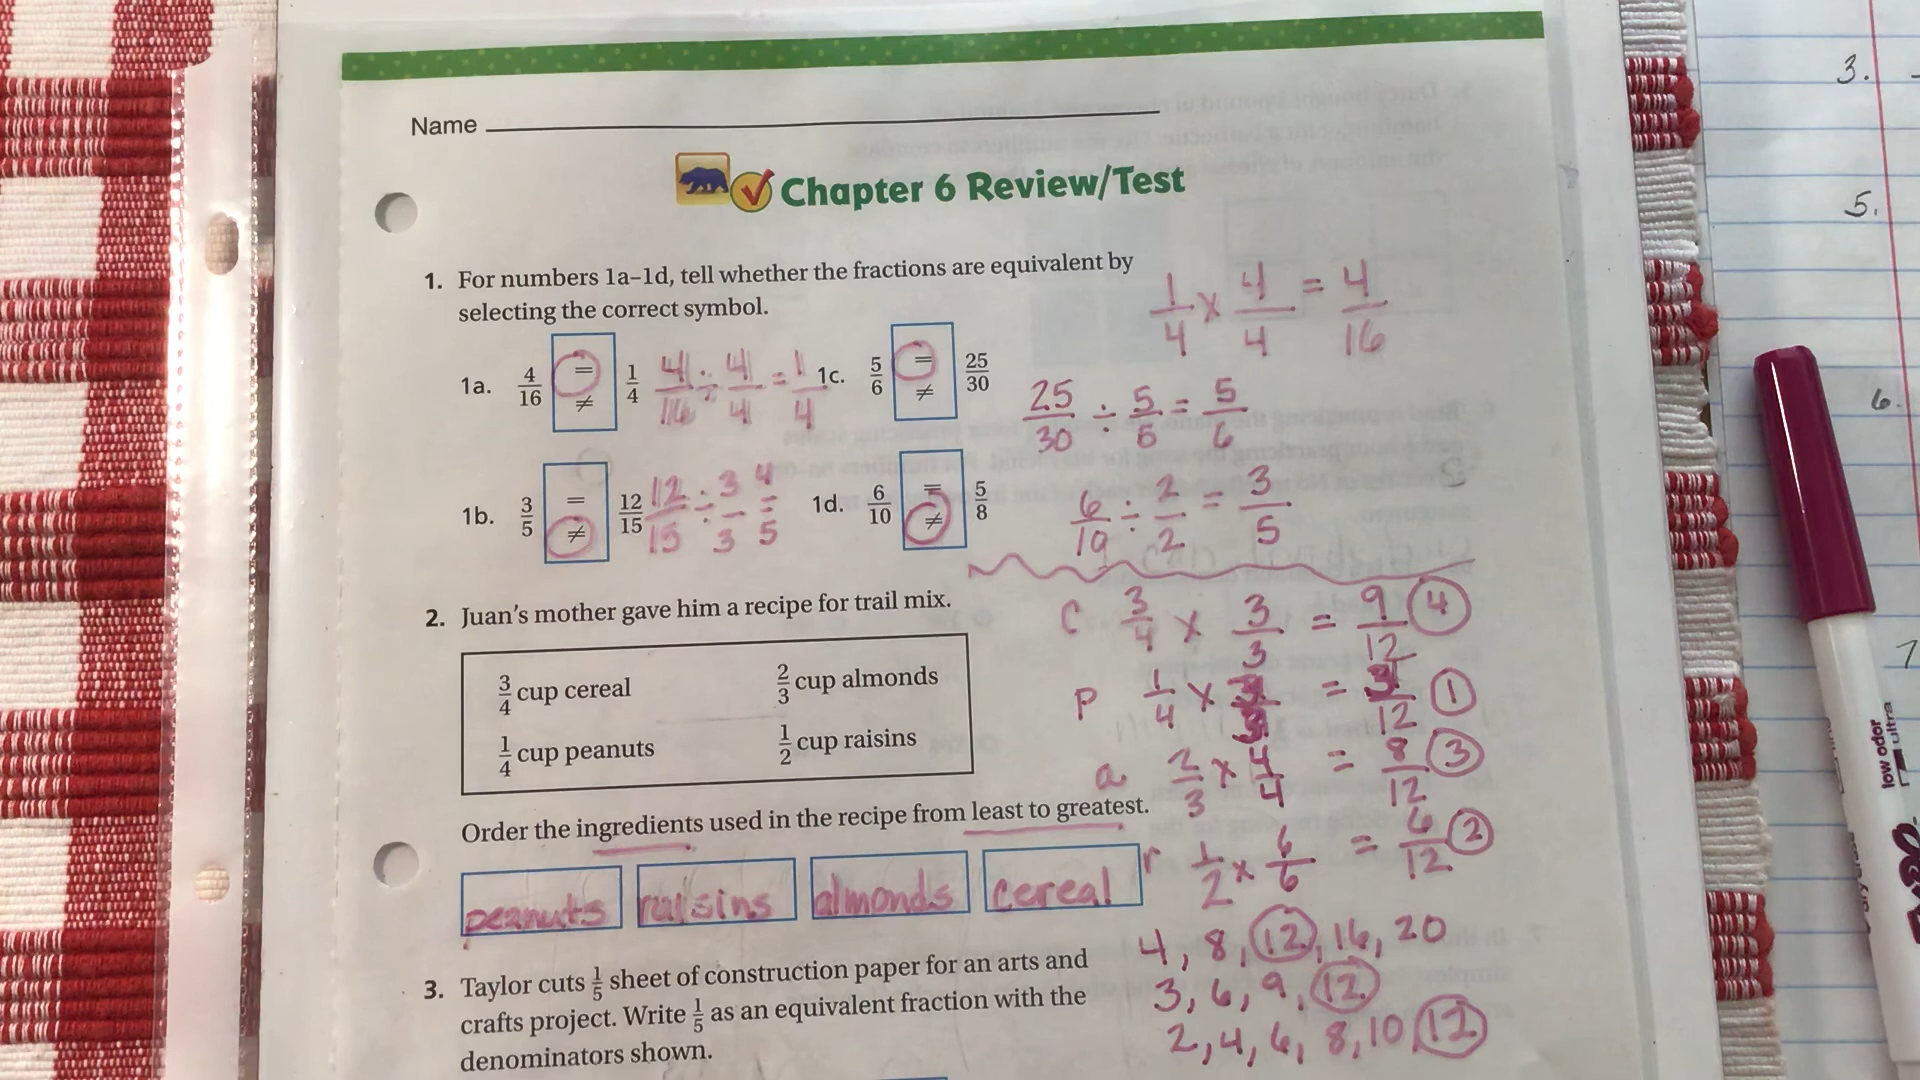 Name
Chapter 6 Review/Test
1. For numbers 1a–1d, tell whether the fractions are equivalent by
selecting the correct symbol.
1/4 × 4/4 = 4/16
1a. 4/16 = ≠ 1/4 4/16 ÷ 4/4 = 1/4
1c. 5/6 = ≠ 25/30 25/30 ÷ 5/5 = 5/6
1b. 3/5 = ≠ 12/15 12/15 ÷ 3/3 = 4/5
1d. 6/10 = ≠ 5/8 6/10 ÷ 2/2 = 3/5
2. Juan's mother gave him a recipe for trail mix.
3/4 cup cereal 2/3 cup almonds
1/4 cup peanuts 1/2 cup raisins
C 3/4 × 3/3 = 9/12 4
P 1/4 × 3/3 = 3/12 1
a 2/3 × 4/4 = 8/12 3
r 1/2 × 6/6 = 6/12 2
Order the ingredients used in the recipe from least to greatest.
peanuts raisins almonds cereal
4, 8, 12, 16, 20
3, 6, 9, 12
2, 4, 6, 8, 10, 12
3. Taylor cuts 1/5 sheet of construction paper for an arts and
crafts project. Write 1/5 as an equivalent fraction with the
denominators shown.
3.
5.
6.
7
low odor
ultra